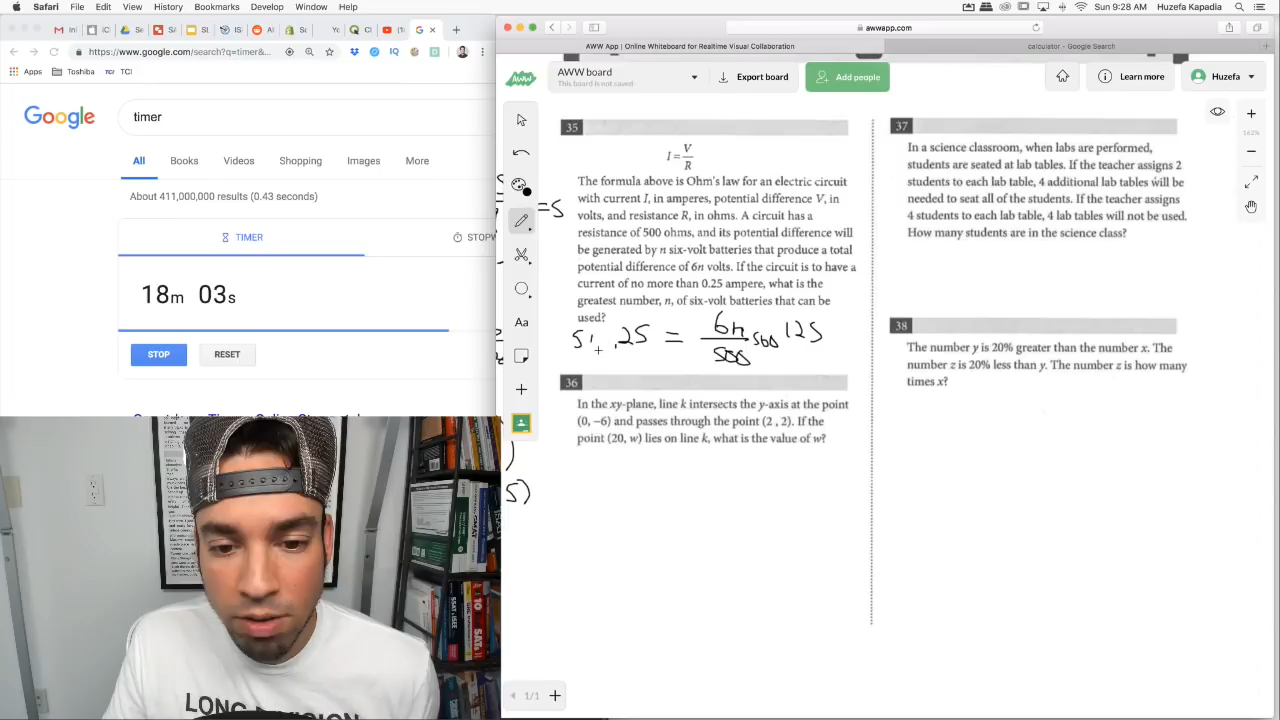 Safari File Edit View History Bookmarks Develop Window Help
Sun 9:28 AM Huzefa Kapadia
https://www.google.com/search?q=timer&...
Apps Toshiba TCI
Google
timer
All Books Videos Shopping Images More
About 411,000,000 results (0.43 seconds)
TIMER
STOPW
18m 03s
STOP RESET
awwapp.com
AWW App | Online Whiteboard for Realtime Visual Collaboration
calculator - Google Search
AWW
AWW board
This board is not saved
Export board
Add people
Learn more
Huzefa
Aa
162%
=5
5)
35
I = V/R
The formula above is Ohm's law for an electric circuit
with current I, in amperes, potential difference V, in
volts, and resistance R, in ohms. A circuit has a
resistance of 500 ohms, and its potential difference will
be generated by n six-volt batteries that produce a total
potential difference of 6n volts. If the circuit is to have a
current of no more than 0.25 ampere, what is the
greatest number, n, of six-volt batteries that can be
used?
.25 = 6n/500 500 125
36
In the xy-plane, line k intersects the y-axis at the point
(0, −6) and passes through the point (2 , 2). If the
point (20, w) lies on line k, what is the value of w?
37
In a science classroom, when labs are performed,
students are seated at lab tables. If the teacher assigns 2
students to each lab table, 4 additional lab tables will be
needed to seat all of the students. If the teacher assigns
4 students to each lab table, 4 lab tables will not be used.
How many students are in the science class?
38
The number y is 20% greater than the number x. The
number z is 20% less than y. The number z is how many
times x?
1/1
LONG DIVISION